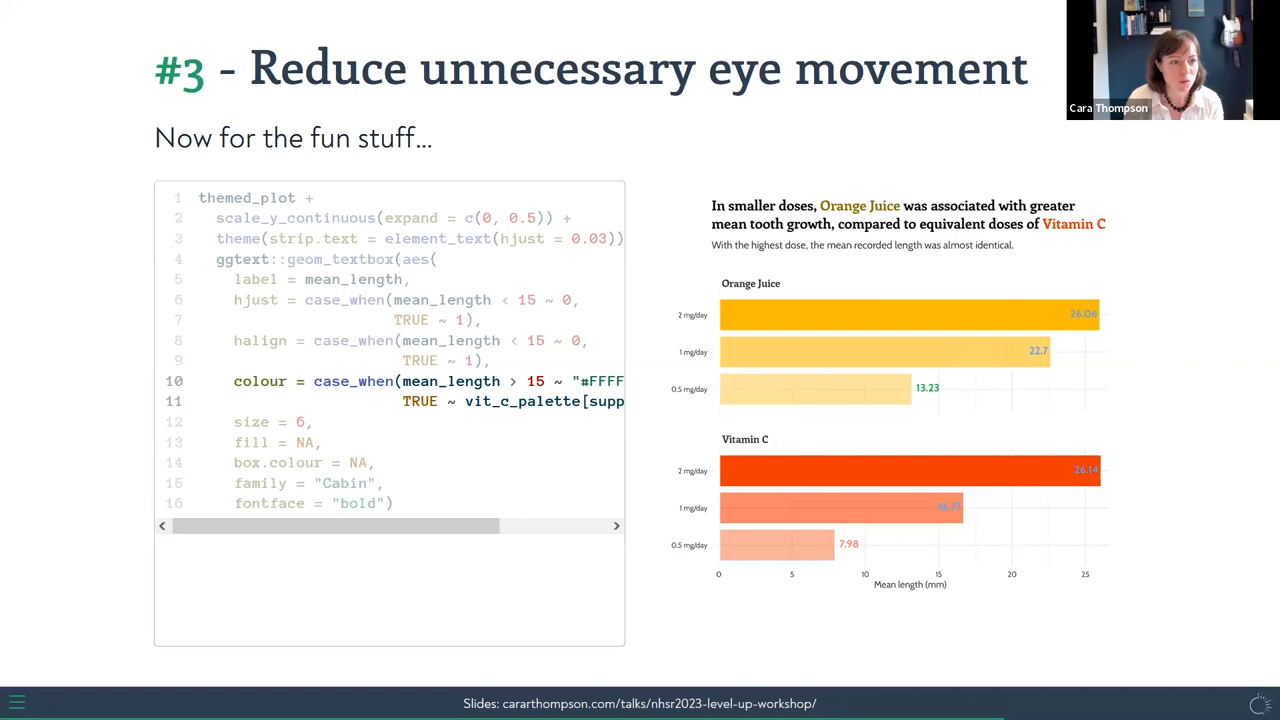 #3 - Reduce unnecessary eye movement
Cara Thompson
Now for the fun stuff...
1 themed_plot +
2 scale_y_continuous(expand = c(0, 0.5)) +
3 theme(strip.text = element_text(hjust = 0.03))
4 ggtext::geom_textbox(aes(
5 label = mean_length,
6 hjust = case_when(mean_length < 15 ~ 0,
7 TRUE ~ 1),
8 halign = case_when(mean_length < 15 ~ 0,
9 TRUE ~ 1),
10 colour = case_when(mean_length > 15 ~ "#FFFF
11 TRUE ~ vit_c_palette[supp
12 size = 6,
13 fill = NA,
14 box.colour = NA,
15 family = "Cabin",
16 fontface = "bold")
In smaller doses, Orange Juice was associated with greater
mean tooth growth, compared to equivalent doses of Vitamin C
With the highest dose, the mean recorded length was almost identical.
Orange Juice
2 mg/day 26.06
1 mg/day 22.7
0.5 mg/day 13.23
Vitamin C
2 mg/day 26.14
1 mg/day 16.77
0.5 mg/day 7.98
0 5 10 15 20 25
Mean length (mm)
Slides: cararthompson.com/talks/nhsr2023-level-up-workshop/